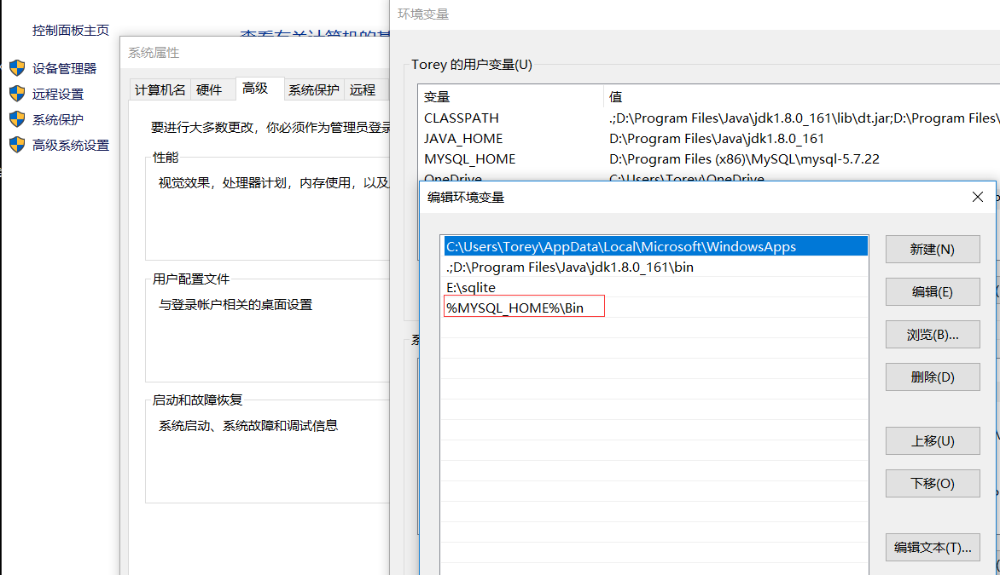 控制面板主页
设备管理器
远程设置
系统保护
高级系统设置
查看有关计算机的基
系统属性
计算机名 硬件 高级 系统保护 远程
要进行大多数更改，你必须作为管理员登录
性能
视觉效果，处理器计划，内存使用，以及
用户配置文件
与登录帐户相关的桌面设置
启动和故障恢复
系统启动、系统故障和调试信息
环境变量
Torey 的用户变量(U)
变量 值
CLASSPATH .;D:\Program Files\Java\jdk1.8.0_161\lib\dt.jar;D:\Program Files\
JAVA_HOME D:\Program Files\Java\jdk1.8.0_161
MYSQL_HOME D:\Program Files (x86)\MySQL\mysql-5.7.22
OneDrive C:\Users\Torey\OneDrive
编辑环境变量
C:\Users\Torey\AppData\Local\Microsoft\WindowsApps
.;D:\Program Files\Java\jdk1.8.0_161\bin
E:\sqlite
%MYSQL_HOME%\Bin
新建(N)
编辑(E)
浏览(B)...
删除(D)
上移(U)
下移(O)
编辑文本(T)...